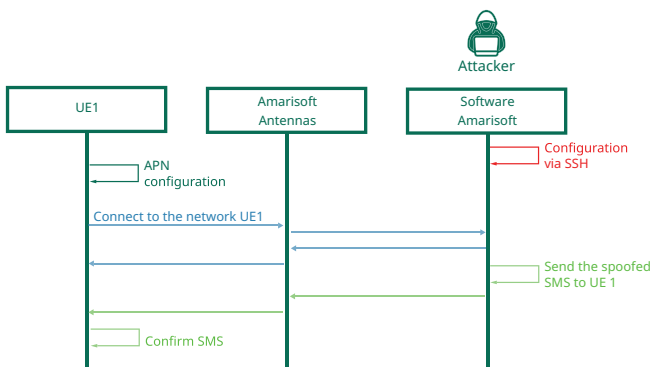 Attacker
UE1
Amarisoft
Antennas
Software
Amarisoft
Configuration
via SSH
APN
configuration
Connect to the network UE1
Send the spoofed
SMS to UE 1
Confirm SMS